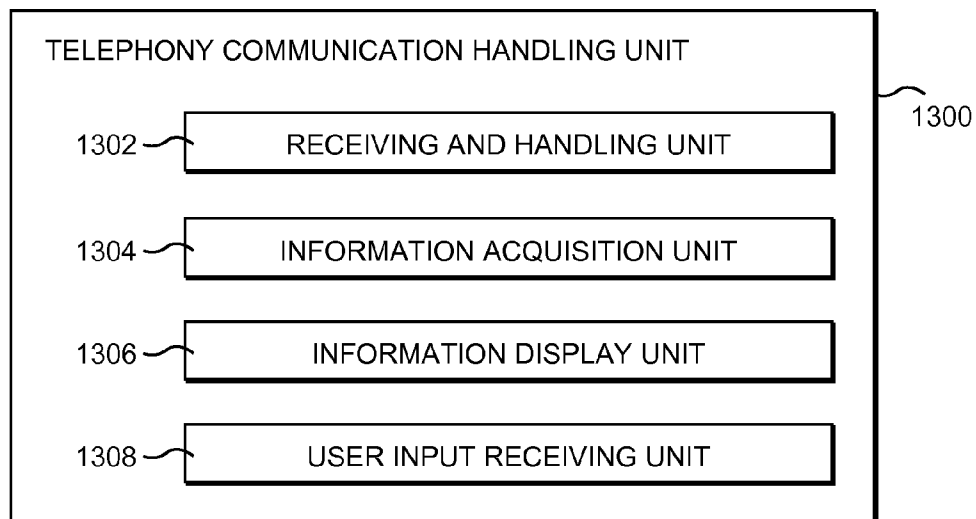 TELEPHONY COMMUNICATION HANDLING UNIT
1300
1302 RECEIVING AND HANDLING UNIT
1304 INFORMATION ACQUISITION UNIT
1306 INFORMATION DISPLAY UNIT
1308 USER INPUT RECEIVING UNIT